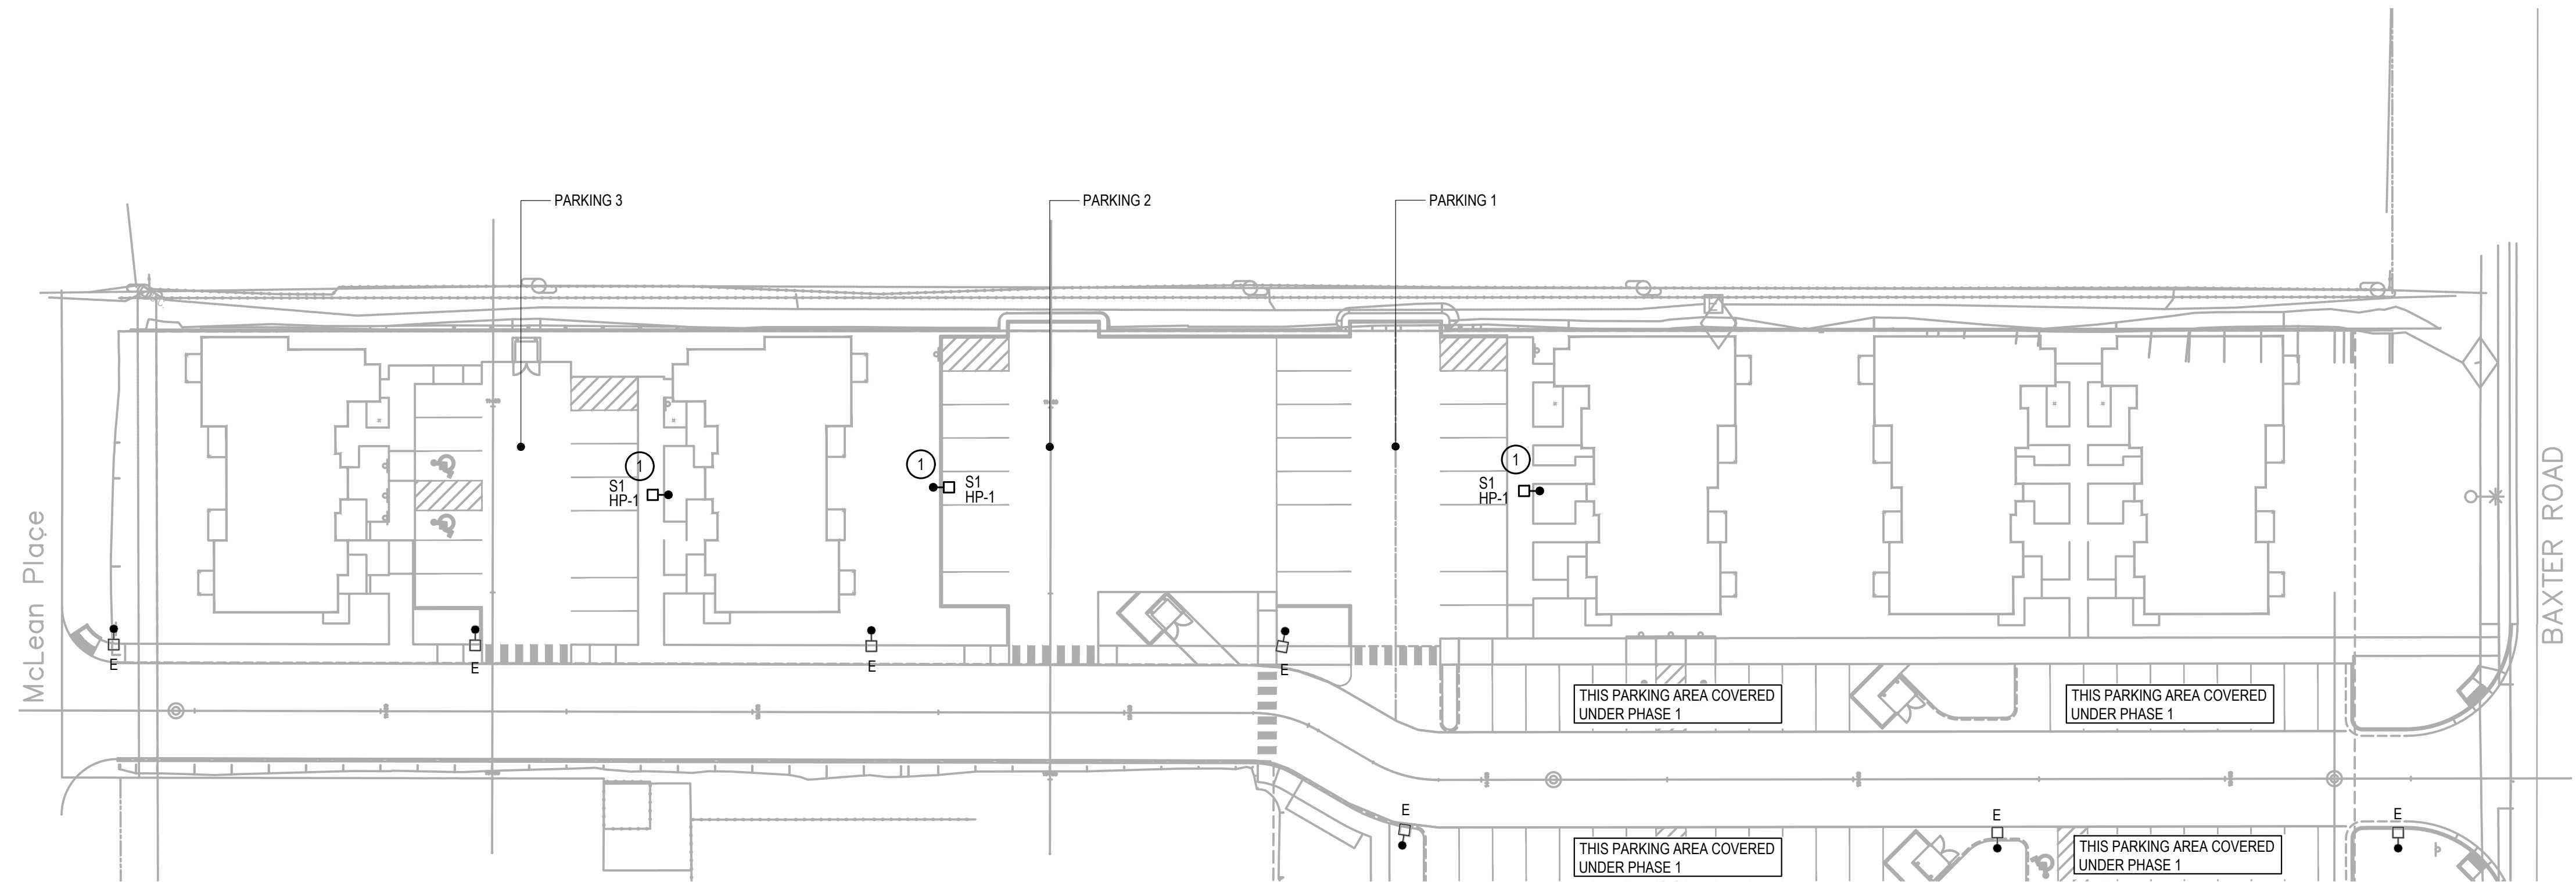 PARKING 3
PARKING 2
PARKING 1
1
S1
HP-1
1
S1
HP-1
1
S1
HP-1
McLean Plaçe
BAXTER ROAD
E
E
E
E
THIS PARKING AREA COVERED
UNDER PHASE 1
THIS PARKING AREA COVERED
UNDER PHASE 1
E
E
E
THIS PARKING AREA COVERED
UNDER PHASE 1
THIS PARKING AREA COVERED
UNDER PHASE 1